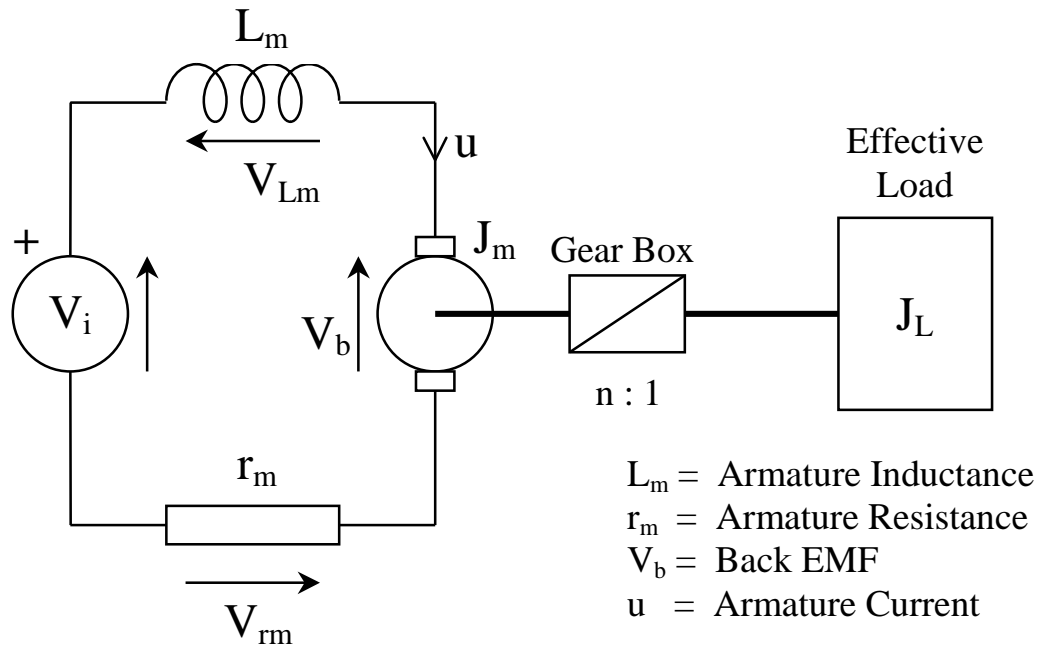 Lm
u
VLm
Effective
Load
+
Jm
Gear Box
Vi
Vb
JL
n : 1
rm
Vrm
Lm = Armature Inductance
rm = Armature Resistance
Vb = Back EMF
u = Armature Current